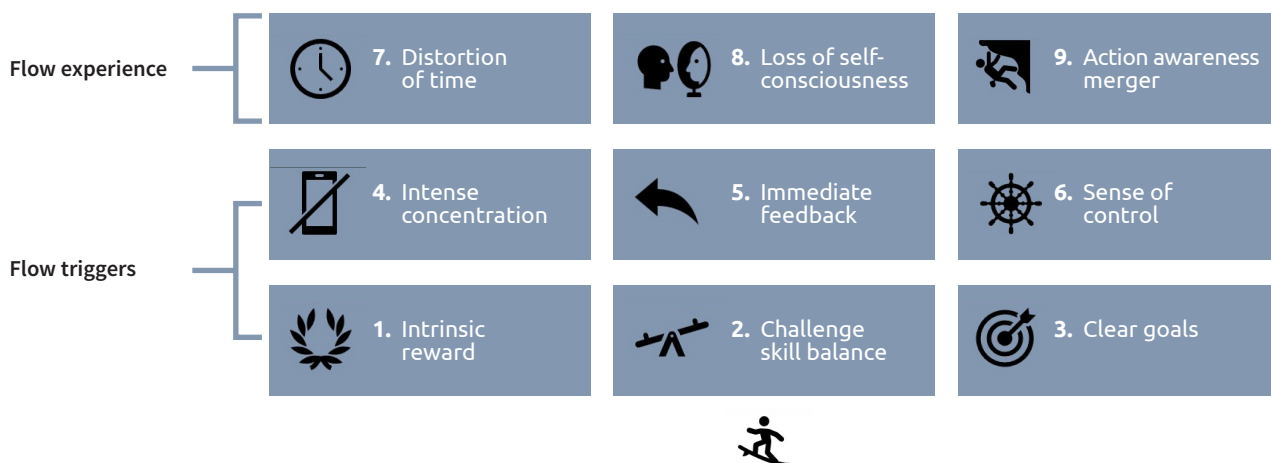 Flow experience
7. Distortion
of time
8. Loss of self-
consciousness
9. Action awareness
merger
4. Intense
concentration
5. Immediate
feedback
6. Sense of
control
Flow triggers
1. Intrinsic
reward
2. Challenge
skill balance
3. Clear goals